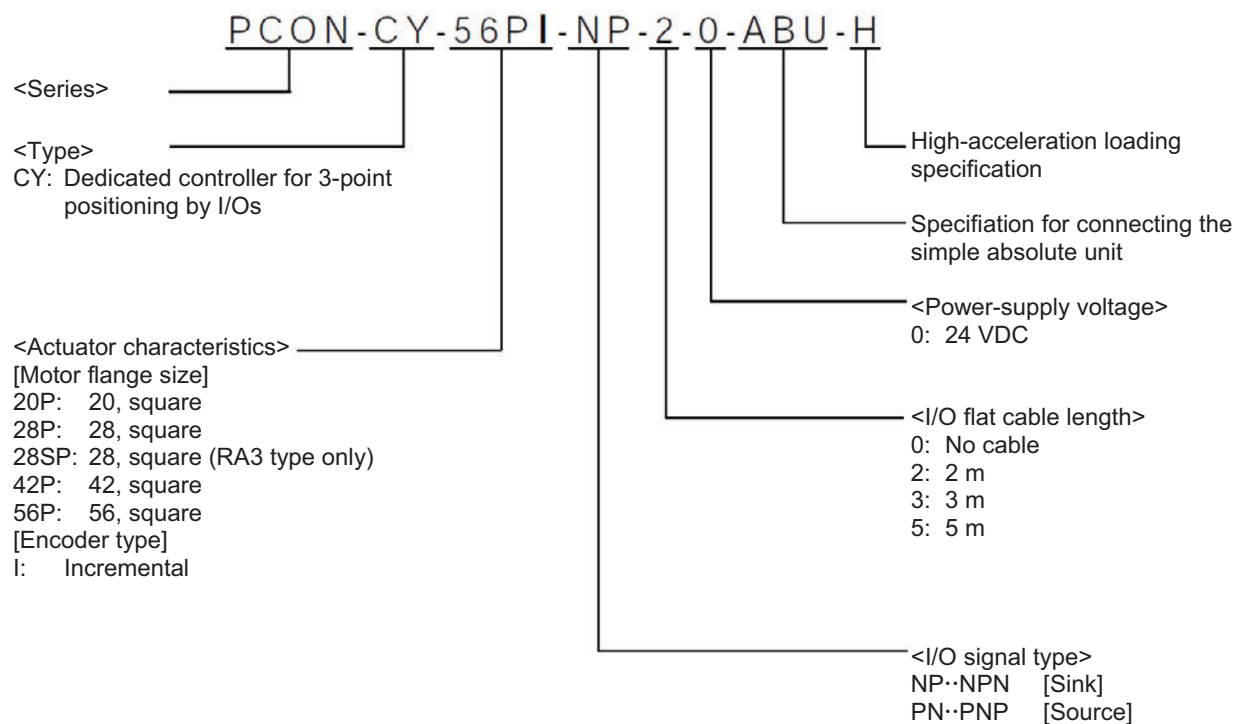 PCON-CY-56PI-NP-2-0-ABU-H
<Series>
<Type>
CY: Dedicated controller for 3-point
positioning by I/Os
<Actuator characteristics>
[Motor flange size]
20P: 20, square
28P: 28, square
28SP: 28, square (RA3 type only)
42P: 42, square
56P: 56, square
[Encoder type]
I: Incremental
High-acceleration loading
specification
Specifiation for connecting the
simple absolute unit
<Power-supply voltage>
0: 24 VDC
<I/O flat cable length>
0: No cable
2: 2 m
3: 3 m
5: 5 m
<I/O signal type>
NP··NPN [Sink]
PN··PNP [Source]